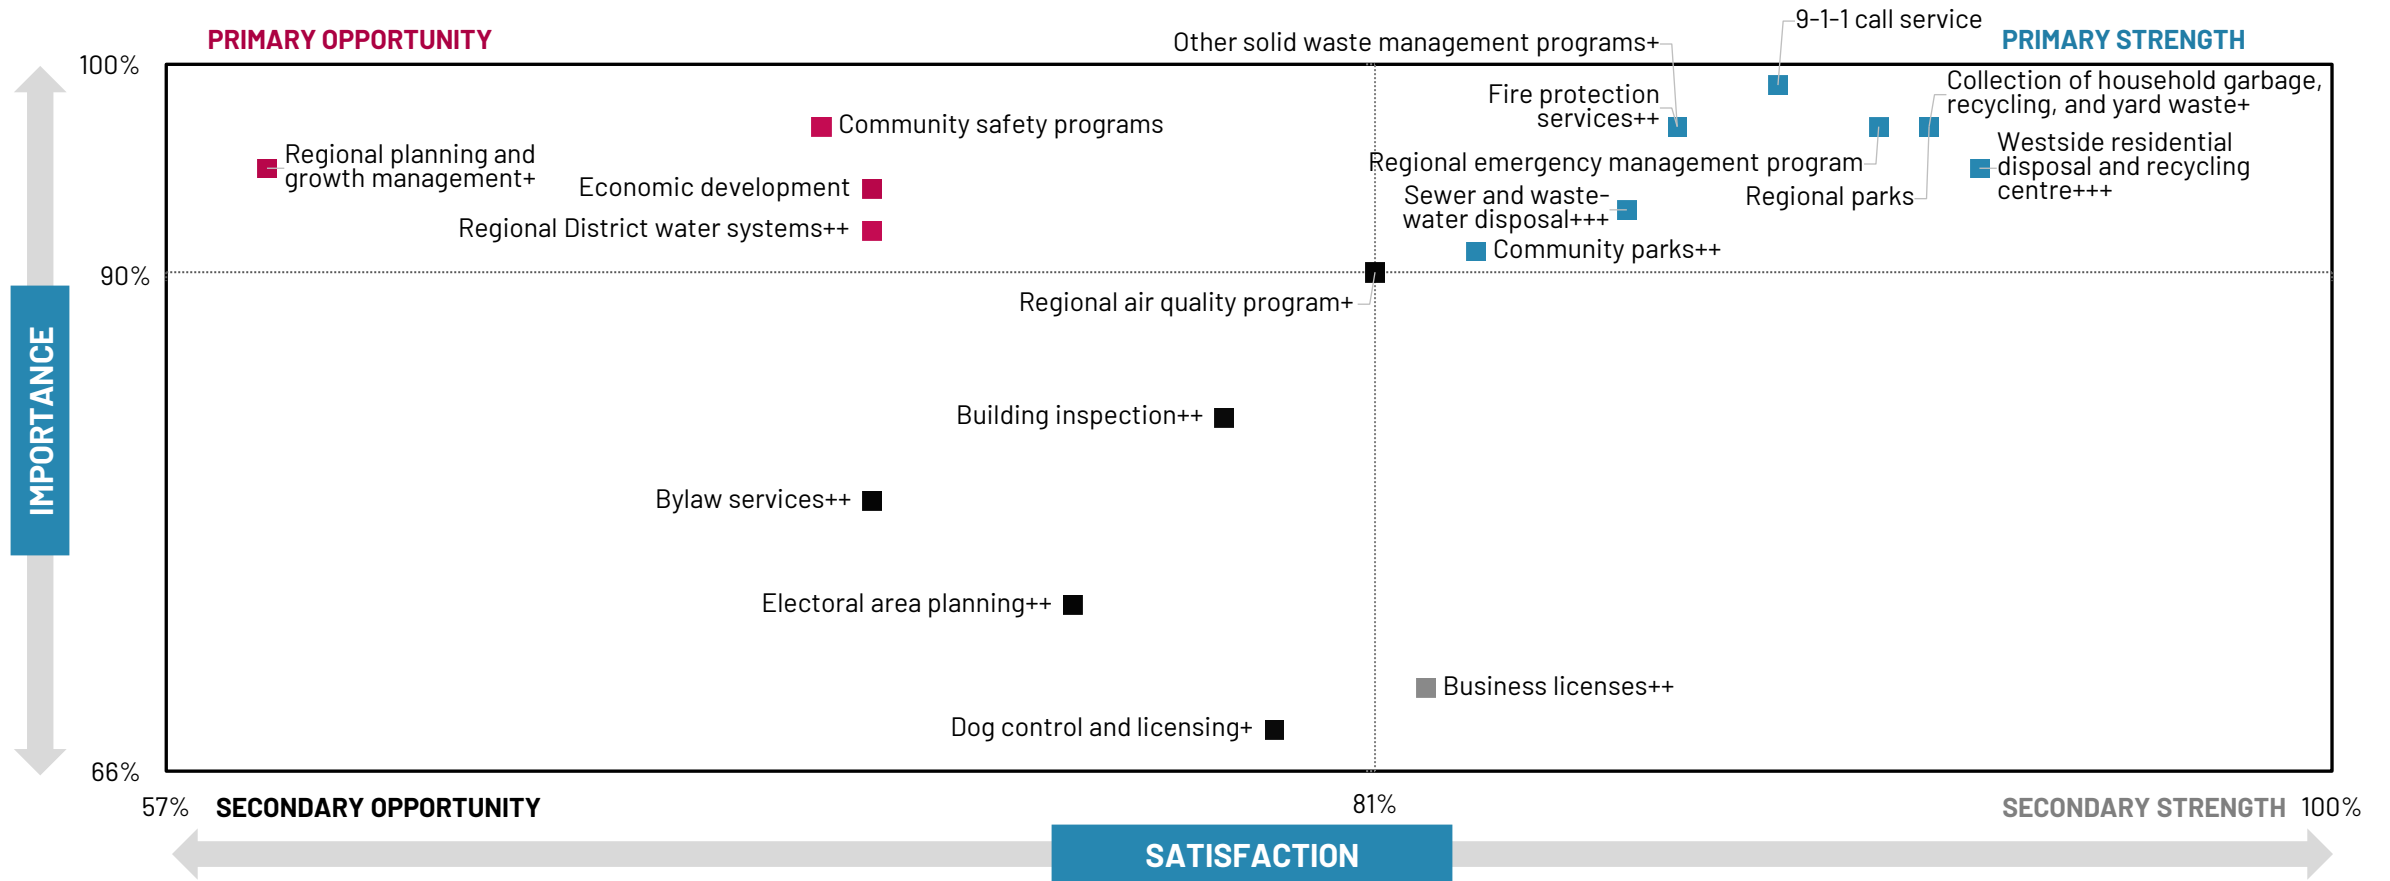 9-1-1 call service
PRIMARY OPPORTUNITY
Other solid waste management programs+
PRIMARY STRENGTH
100%
Collection of household garbage,
recycling, and yard waste+
Fire protection
services++
Community safety programs
Westside residential
disposal and recycling
centre+++
Regional planning and
growth management+
Regional emergency management program
Economic development
Sewer and waste-
water disposal+++
Regional parks
Regional District water systems++
Community parks++
90%
Regional air quality program+
IMPORTANCE
Building inspection++
Bylaw services++
Electoral area planning++
Business licenses++
Dog control and licensing+
66%
57%
SECONDARY OPPORTUNITY
81%
SECONDARY STRENGTH
100%
SATISFACTION